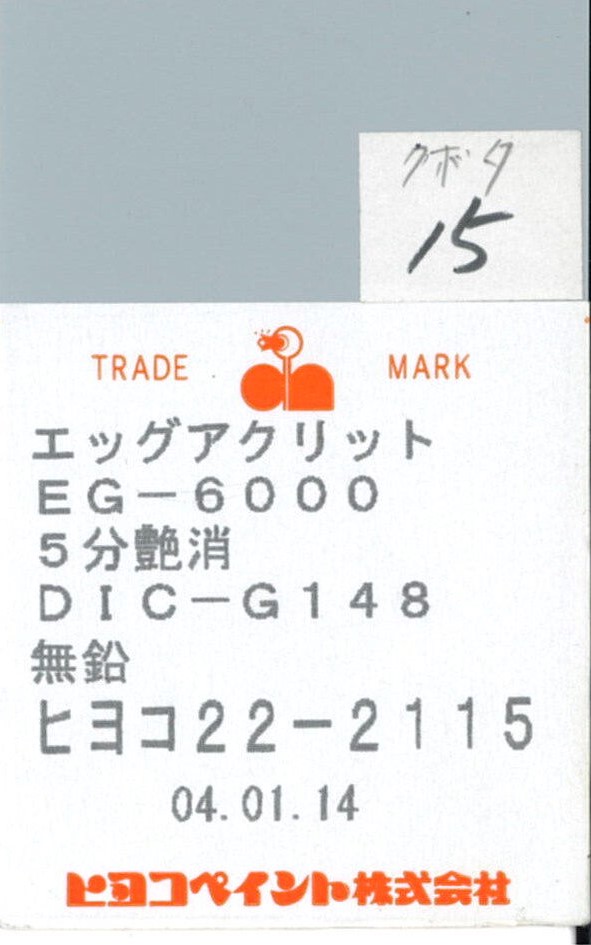 クボタ
15
TRADE MARK
エッグアクリット
EG-6000
5分艶消
DIC-G148
無鉛
ヒヨコ22-2115
04.01.14
ヒヨコペイント株式会社